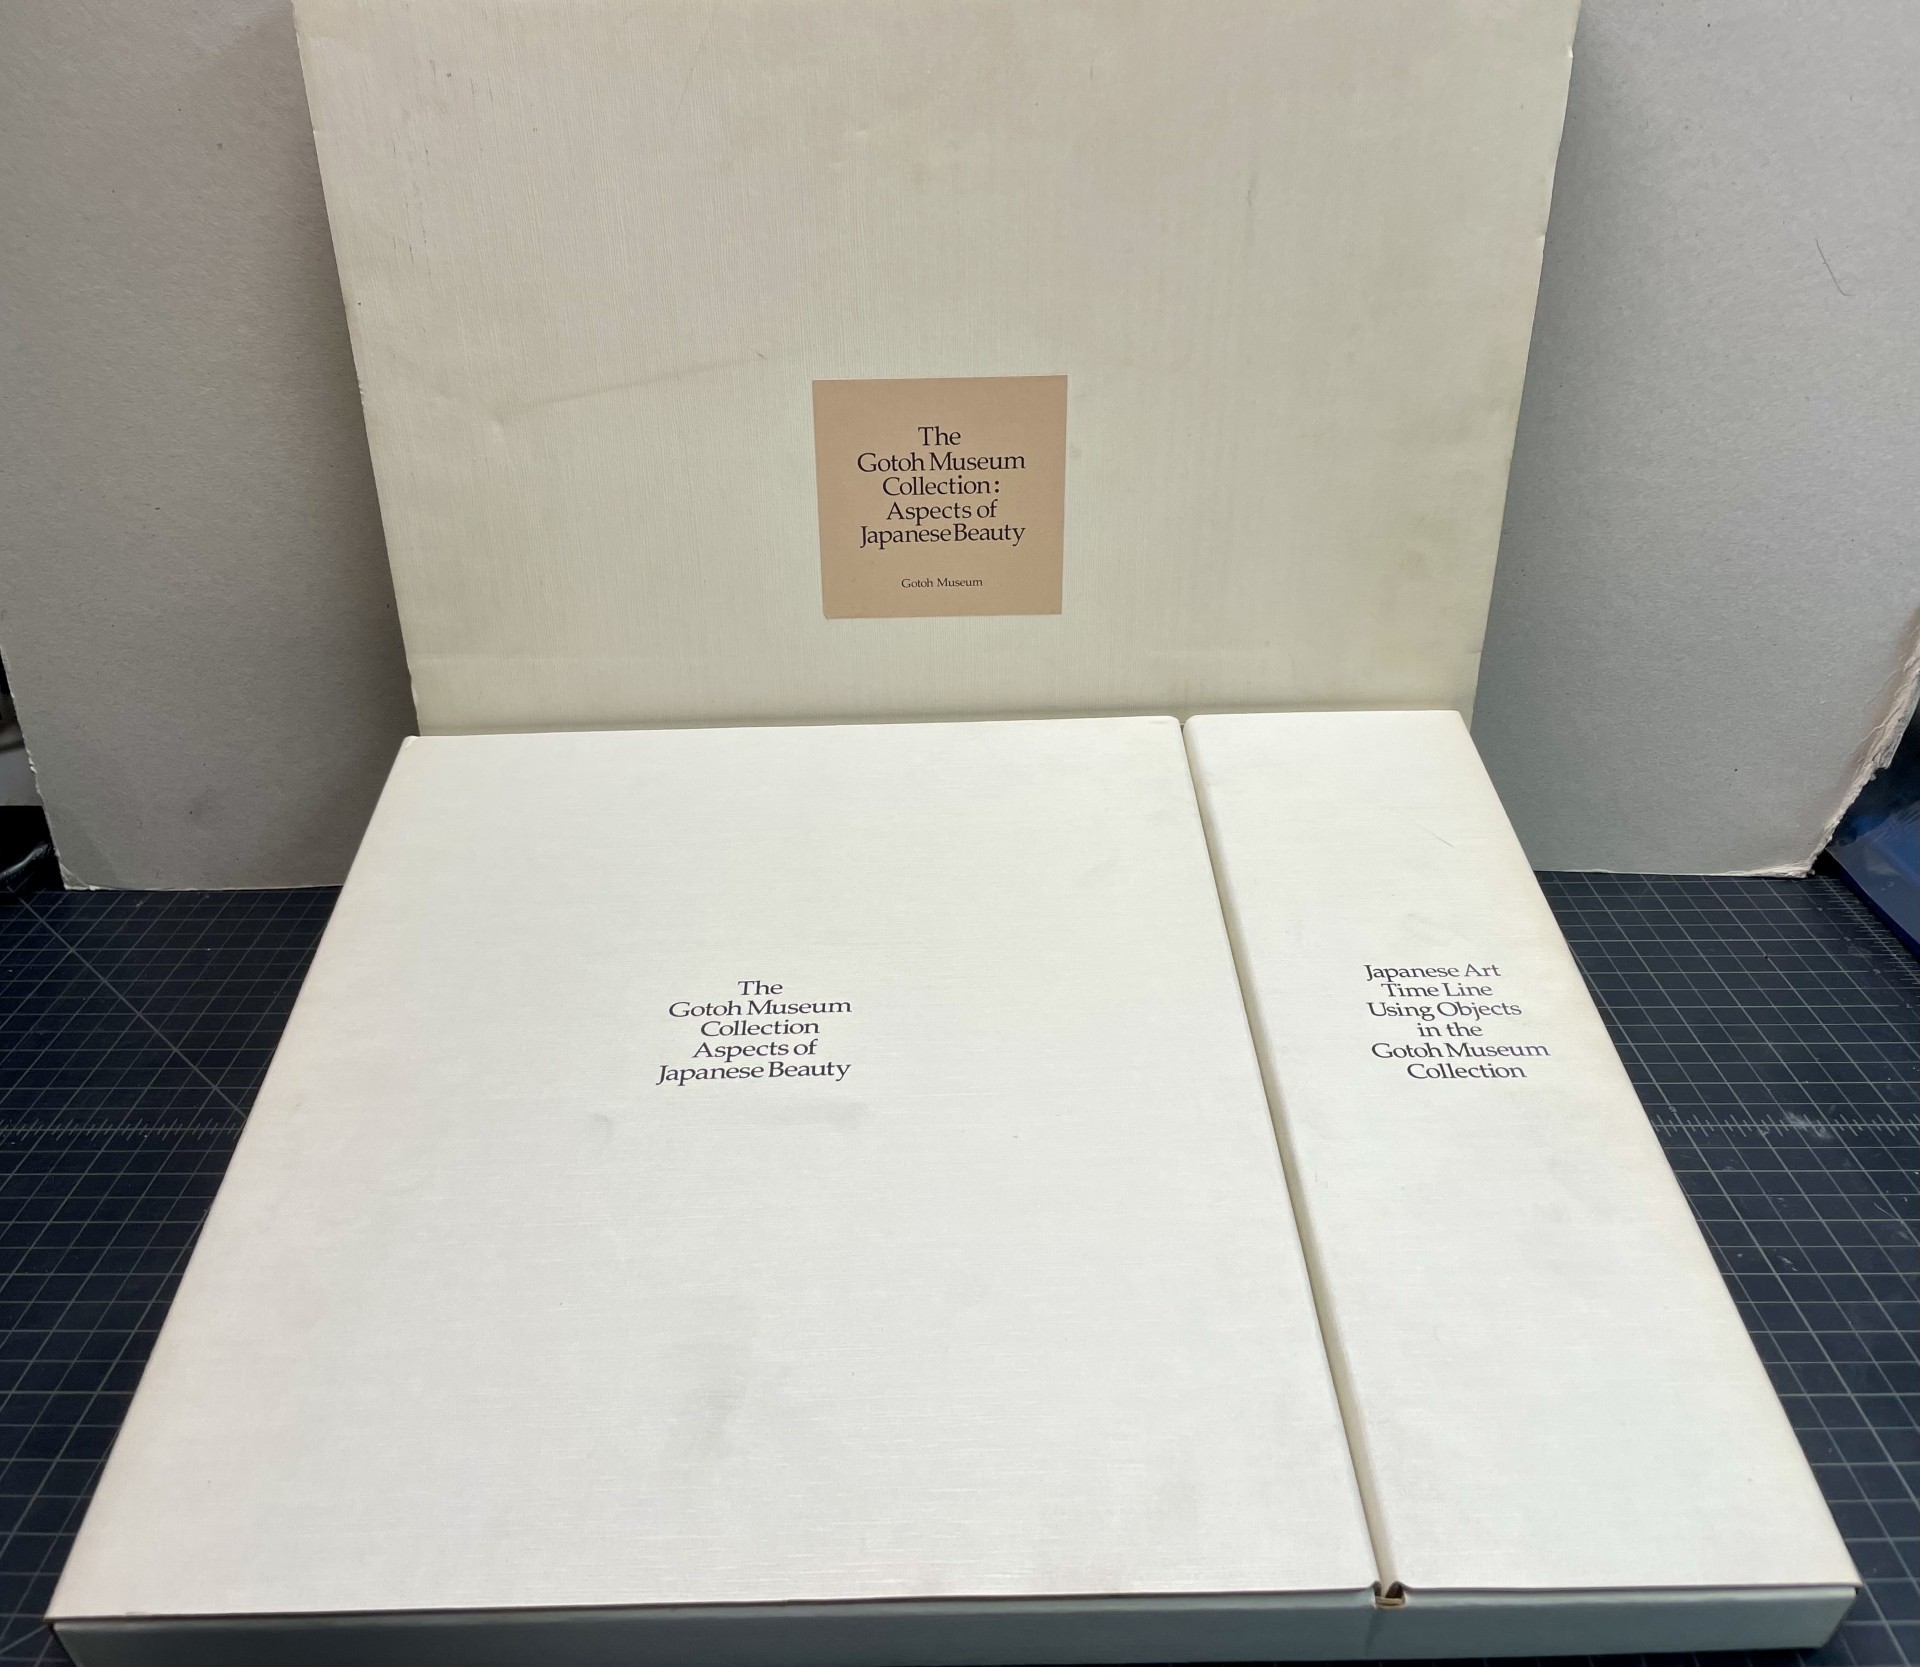 The
Gotoh Museum
Collection:
Aspects of
Japanese Beauty
Gotoh Museum
The
Gotoh Museum
Collection
Aspects of
Japanese Beauty
Japanese Art
Time Line
Using Objects
in the
Gotoh Museum
Collection